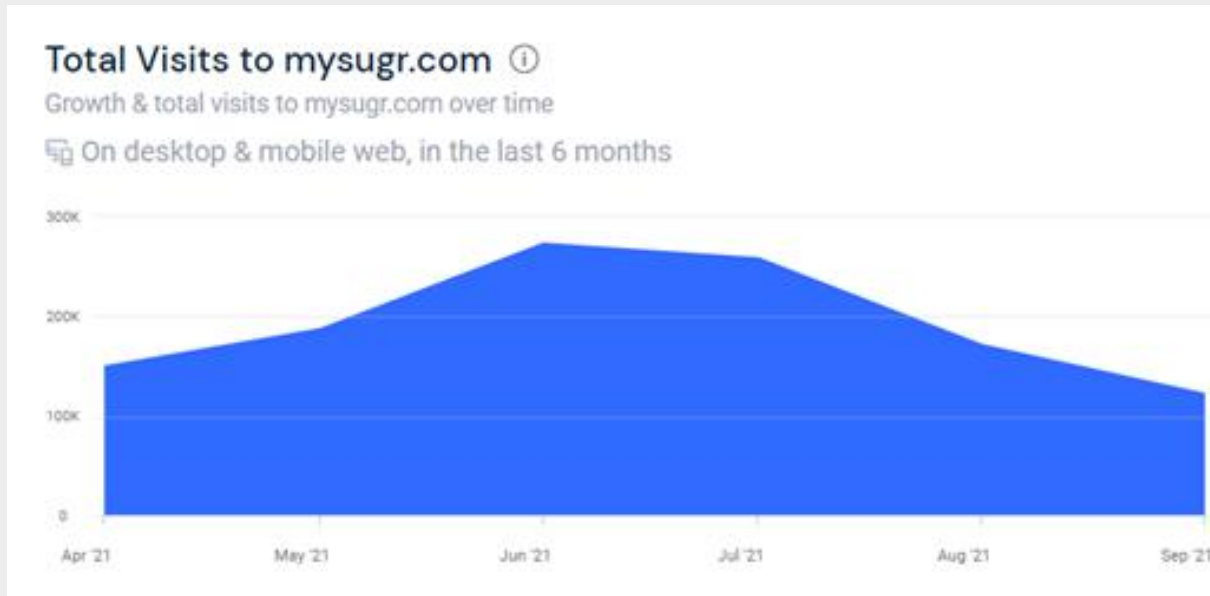 Total Visits to mysugr.com
Growth & total visits to mysugr.com over time
On desktop & mobile web, in the last 6 months
300K
200K
100K
0
Apr '21 May '21 Jun '21 Jul '21 Aug '21 Sep '21